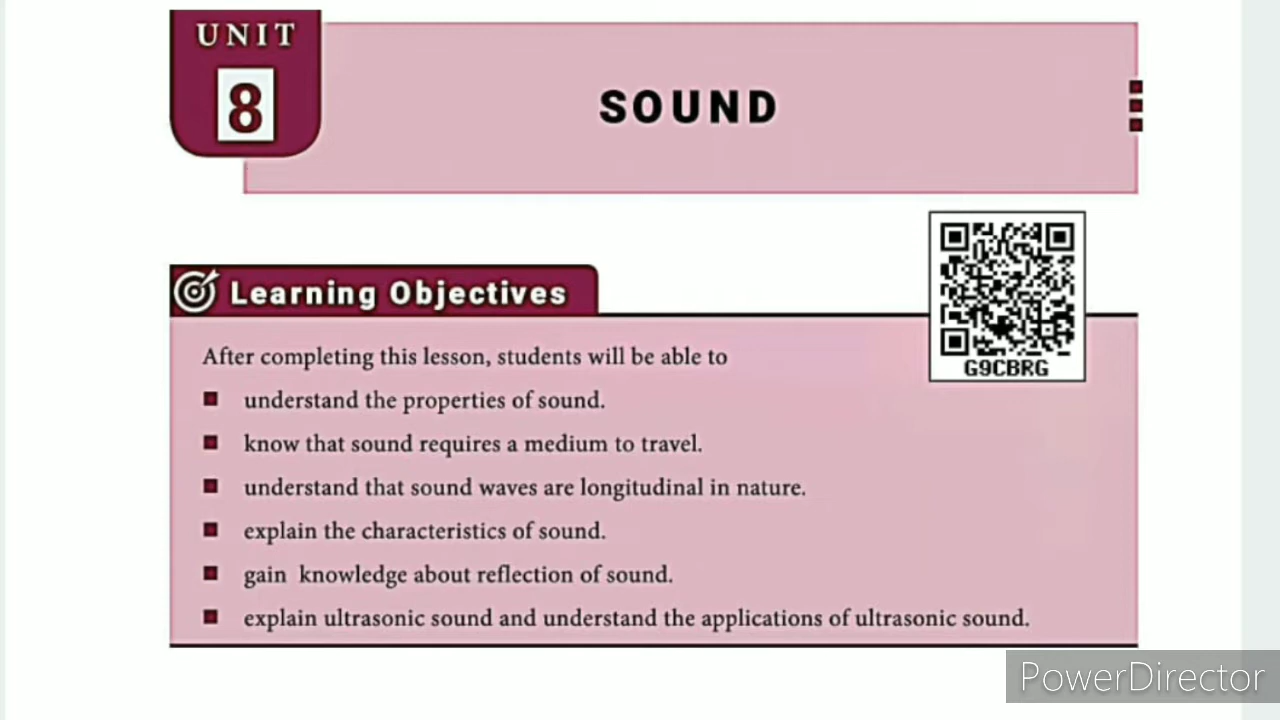 UNIT
8
SOUND
G9CBRG
Learning Objectives
After completing this lesson, students will be able to
understand the properties of sound.
know that sound requires a medium to travel.
understand that sound waves are longitudinal in nature.
explain the characteristics of sound.
gain knowledge about reflection of sound.
explain ultrasonic sound and understand the applications of ultrasonic sound.
PowerDirector